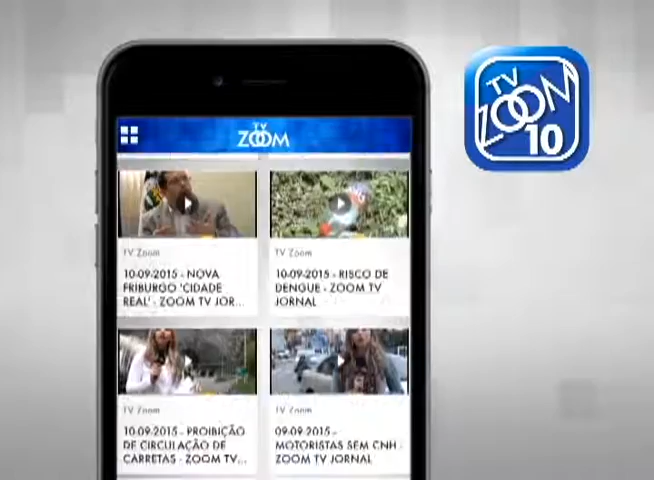 TV
ZOOM
TV
ZOOM
10
TV Zoom
10-09-2015 - NOVA
FRIBURGO 'CIDADE
REAL' - ZOOM TV JOR...
TV Zoom
10-09-2015 - RISCO DE
DENGUE - ZOOM TV
JORNAL
TV Zoom
10-09-2015 - PROIBIÇÃO
DE CIRCULAÇÃO DE
CARRETAS - ZOOM TV...
TV Zoom
09-09-2015 -
MOTORISTAS SEM CNH -
ZOOM TV JORNAL